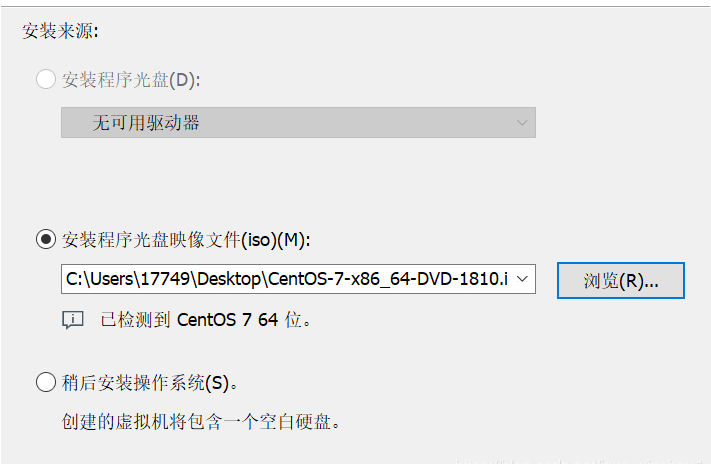 安装来源:
安装程序光盘(D):
无可用驱动器
安装程序光盘映像文件(iso)(M):
C:\Users\17749\Desktop\CentOS-7-x86_64-DVD-1810.i
浏览(R)...
已检测到 CentOS 7 64 位。
稍后安装操作系统(S)。
创建的虚拟机将包含一个空白硬盘。